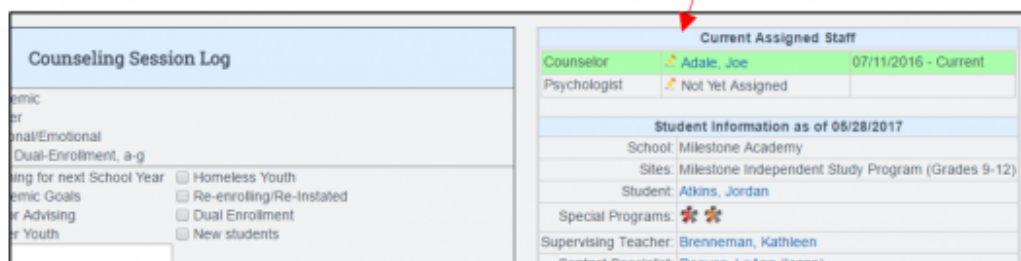 Counseling Session Log
emic
er
onal/Emotional
Dual-Enrollment, a-g
ing for next School Year Homeless Youth
emic Goals Re-enrolling/Re-Instated
r Advising Dual Enrollment
er Youth New students
Current Assigned Staff
Counselor Adale, Joe 07/11/2016 - Current
Psychologist Not Yet Assigned
Student Information as of 05/28/2017
School: Milestone Academy
Sites: Milestone Independent Study Program (Grades 9-12)
Student: Atkins, Jordan
Special Programs:
Supervising Teacher: Brenneman, Kathleen